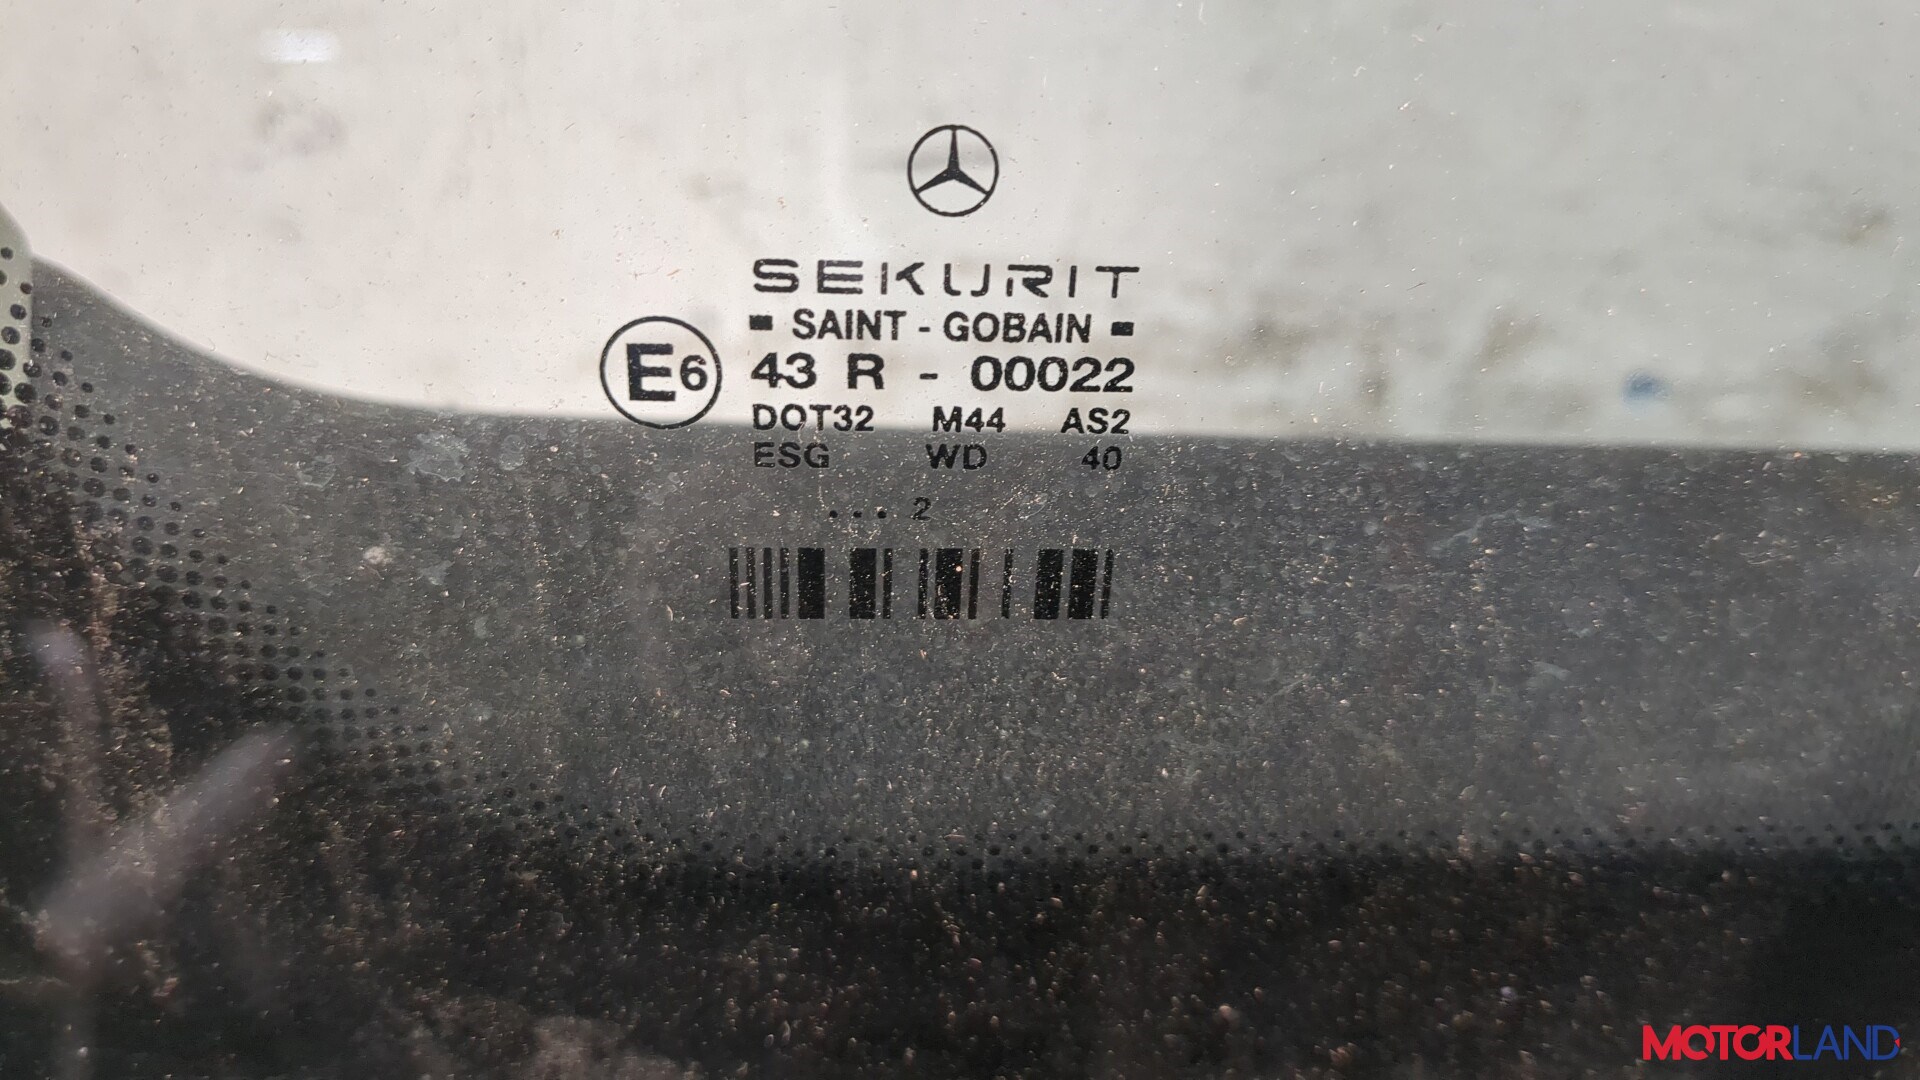 SEKURIT
SAINT - GOBAIN
E6 43 R - 00022
DOT32 M44 AS2
ESG WD 40
... 2
MOTORLAND